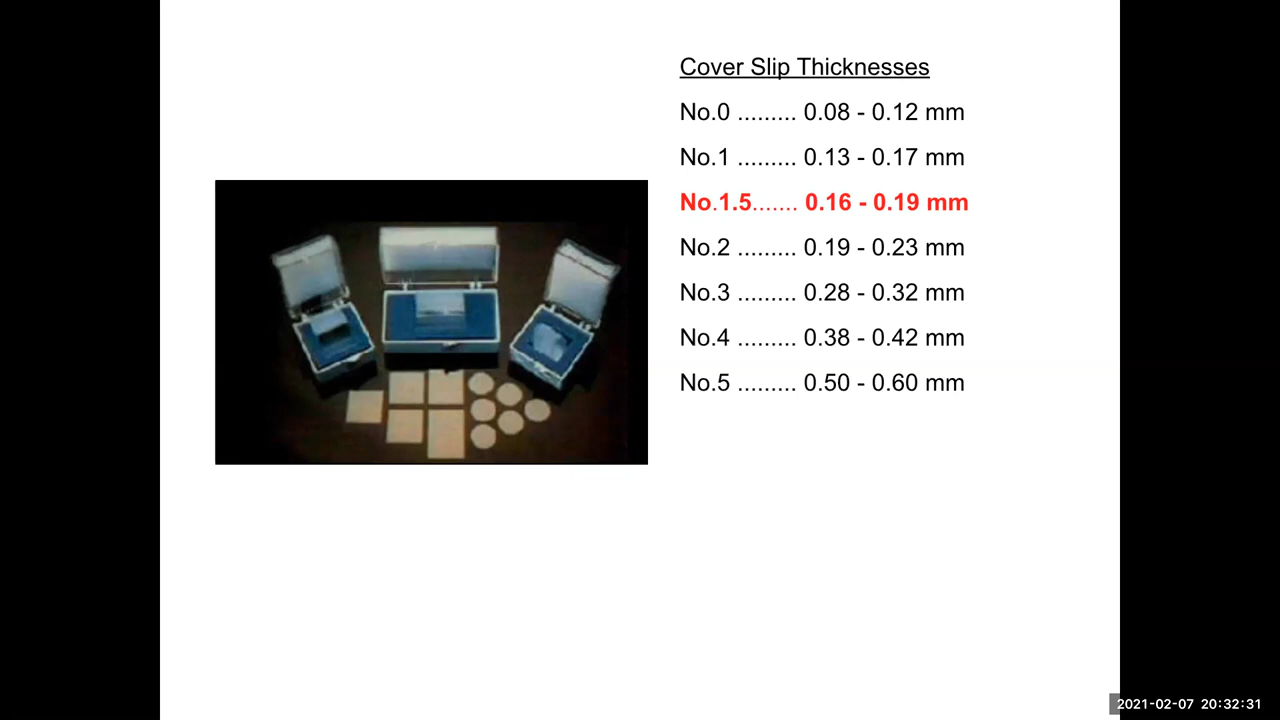 Cover Slip Thicknesses
No.0 ......... 0.08 - 0.12 mm
No.1 ......... 0.13 - 0.17 mm
No.1.5....... 0.16 - 0.19 mm
No.2 ......... 0.19 - 0.23 mm
No.3 ......... 0.28 - 0.32 mm
No.4 ......... 0.38 - 0.42 mm
No.5 ......... 0.50 - 0.60 mm
2021-02-07 20:32:31